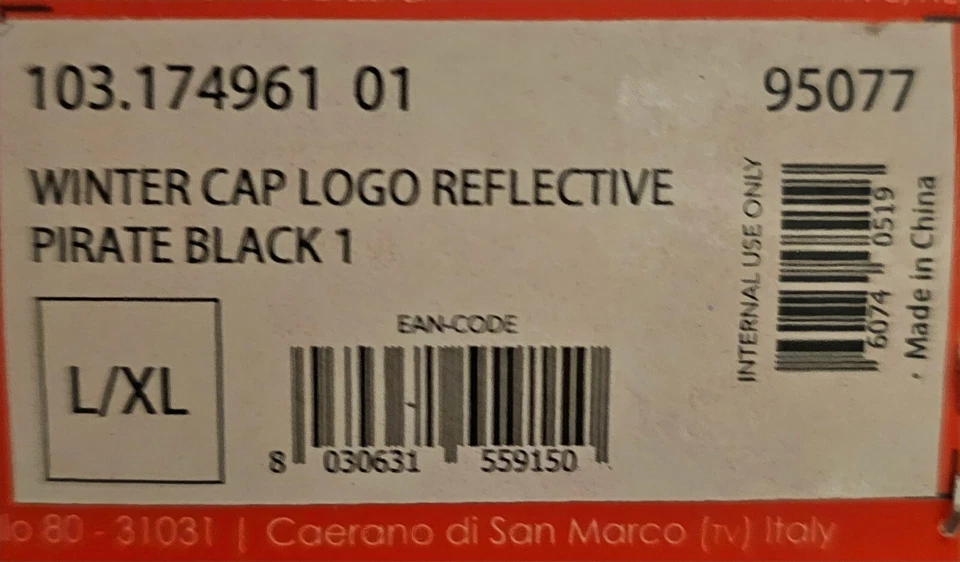 103.174961 01
95077
WINTER CAP LOGO REFLECTIVE
PIRATE BLACK 1
L/XL
EAN-CODE
8 030631 559150
INTERNAL USE ONLY
6074 0519
· Made in China
80 - 31031 | Caerano di San Marco (TV) Italy